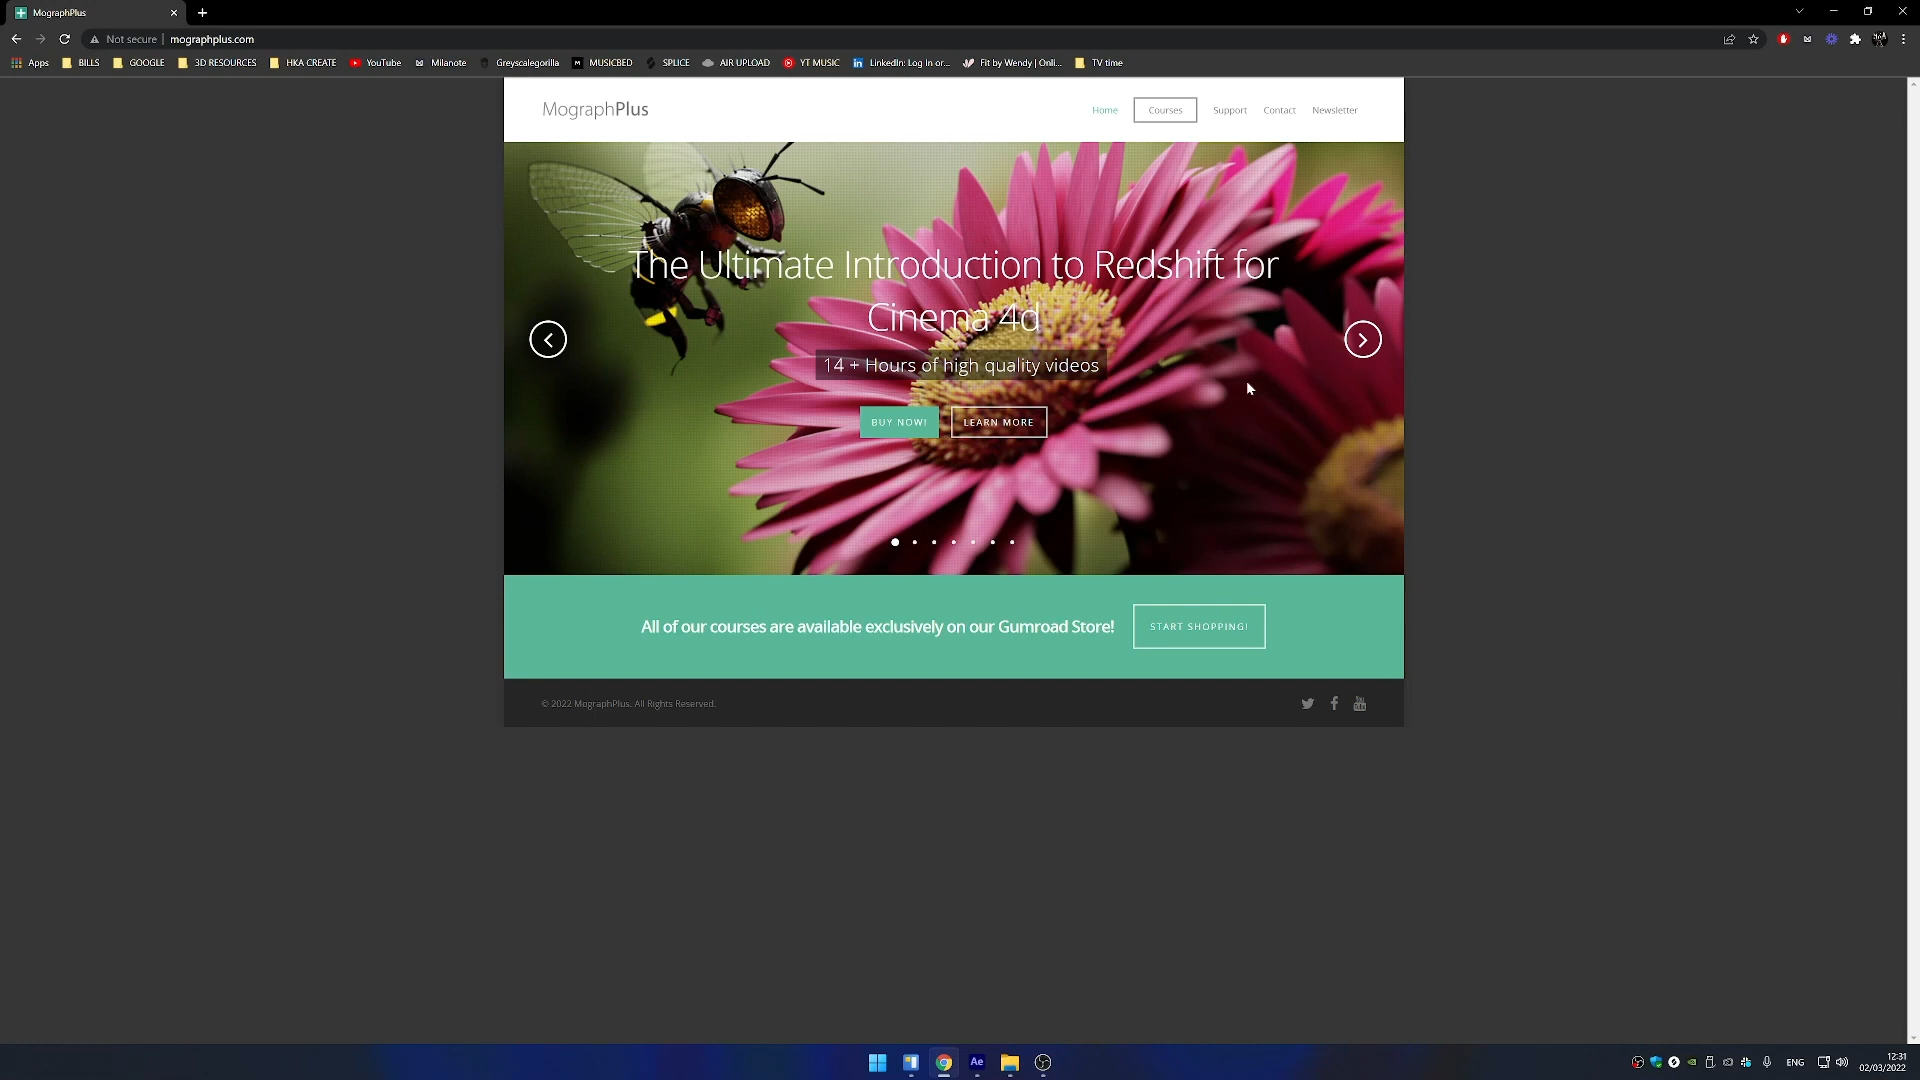 MographPlus
Not secure | mographplus.com
Apps BILLS GOOGLE 3D RESOURCES HKA CREATE YouTube Milanote Greyscalegorilla MUSICBED SPLICE AIR UPLOAD YT MUSIC LinkedIn: Log In or... Fit by Wendy | Onli... TV time
MographPlus Home Courses Support Contact Newsletter
The Ultimate Introduction to Redshift for
Cinema 4d
14 + Hours of high quality videos
BUY NOW! LEARN MORE
All of our courses are available exclusively on our Gumroad Store! START SHOPPING!
© 2022 MographPlus. All Rights Reserved.
Ae
ENG
12:31
02/03/2022